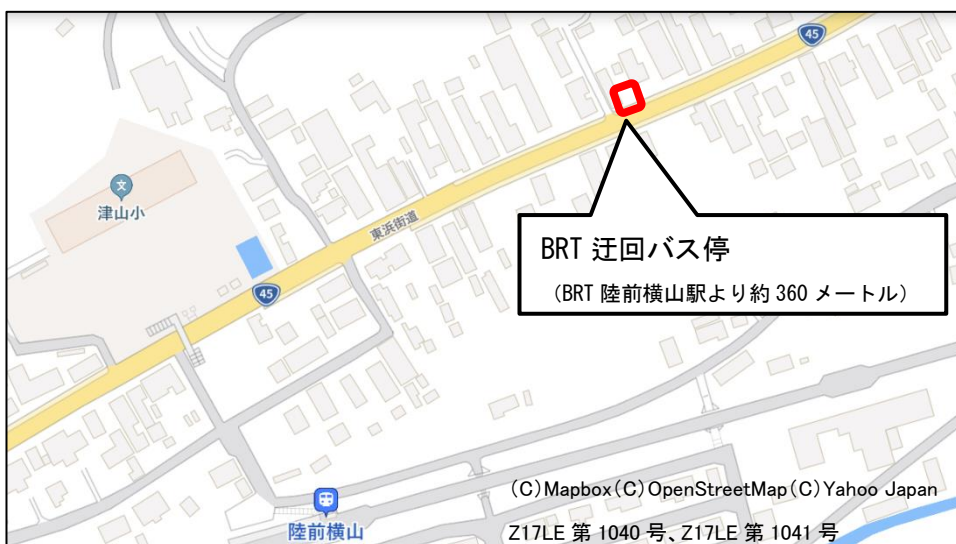 45
文
津山小
東浜街道
BRT 迂回バス停
（BRT 陸前横山駅より約 360 メートル）
45
陸前横山
(C)Mapbox(C)OpenStreetMap(C)Yahoo Japan
Z17LE 第 1040 号、Z17LE 第 1041 号